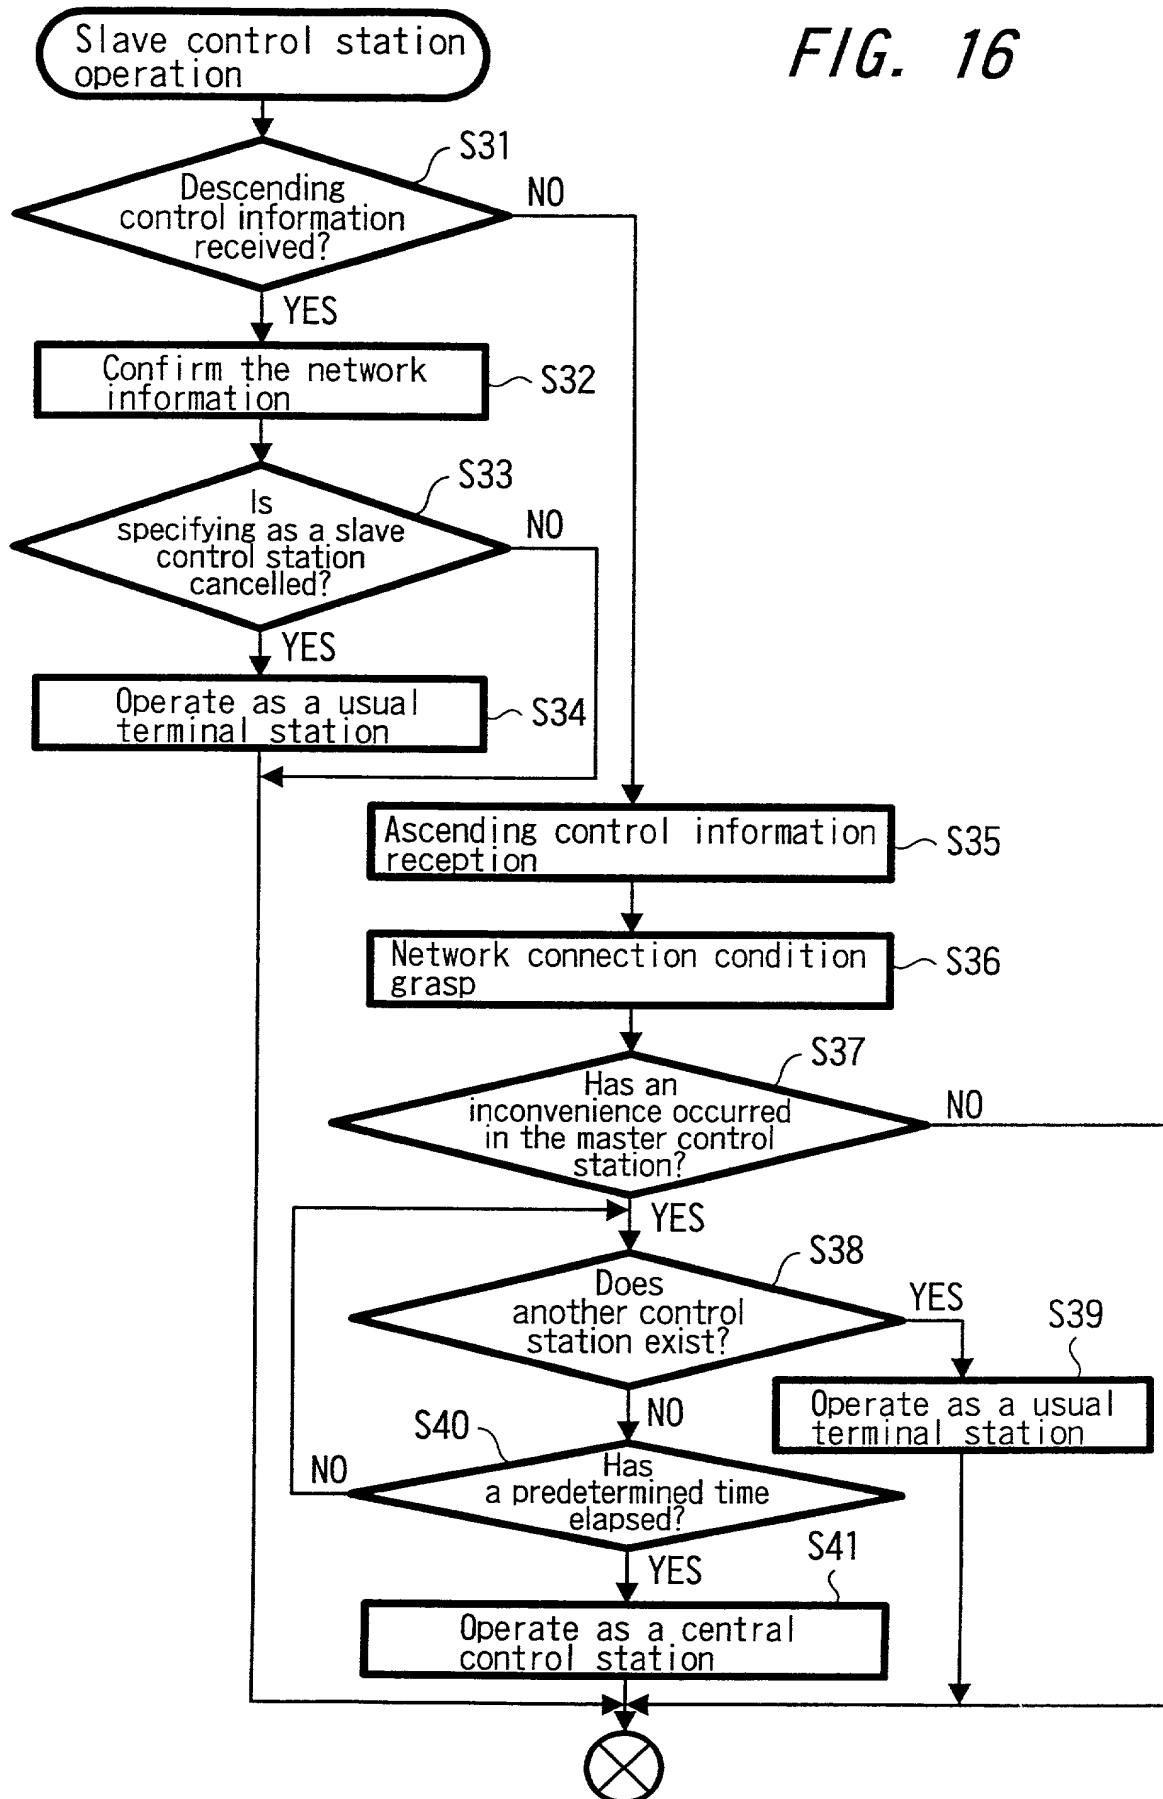 FIG. 16
Slave control station
operation
S31
Descending
control information
received?
NO
YES
Confirm the network
information
S32
S33
Is
specifying as a slave
control station
cancelled?
NO
YES
Operate as a usual
terminal station
S34
Ascending control information
reception
S35
Network connection condition
grasp
S36
S37
Has an
inconvenience occurred
in the master control
station?
NO
YES
S38
Does
another control
station exist?
YES
S39
Operate as a usual
terminal station
NO
S40
Has
a predetermined time
elapsed?
NO
YES
S41
Operate as a central
control station